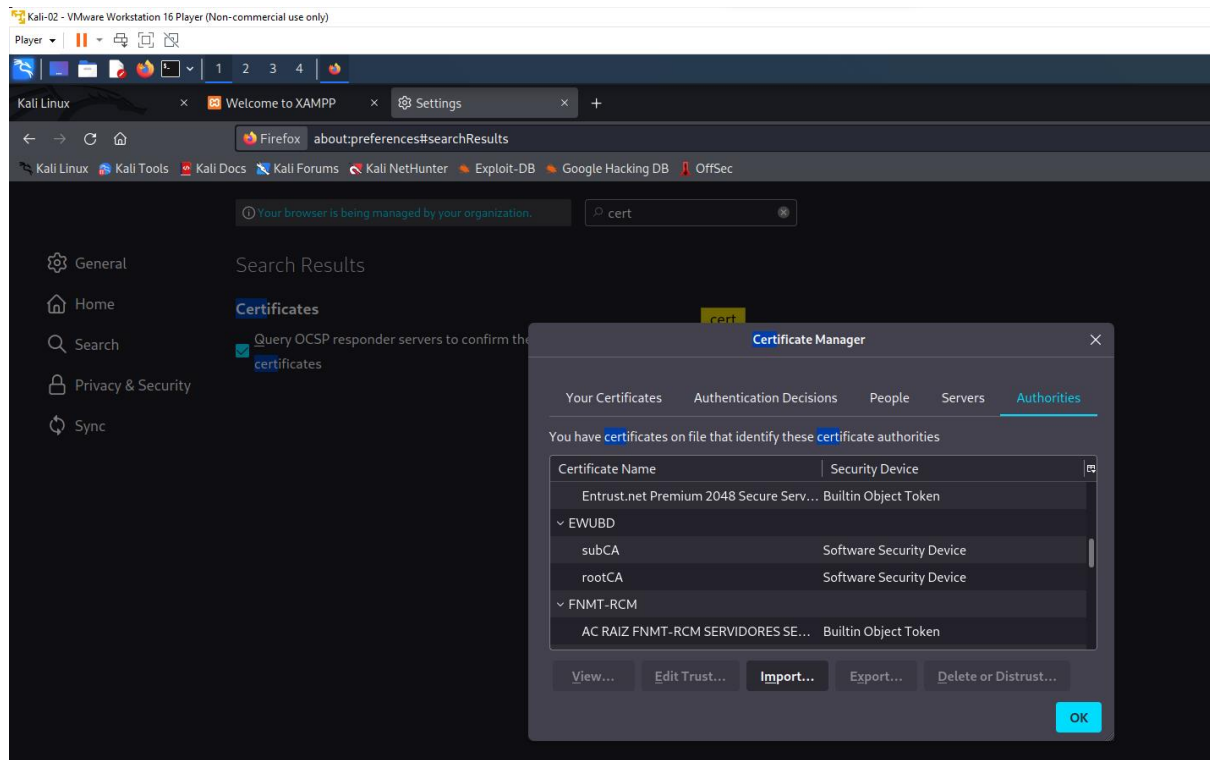 Kali-02 - VMware Workstation 16 Player (Non-commercial use only)
Player
1 2 3 4
Kali Linux Welcome to XAMPP Settings
Firefox about:preferences#searchResults
Kali Linux Kali Tools Kali Docs Kali Forums Kali NetHunter Exploit-DB Google Hacking DB OffSec
Your browser is being managed by your organization. cert
General
Home
Search
Privacy & Security
Sync
Search Results
Certificates
cert
Query OCSP responder servers to confirm the
certificates
Certificate Manager
Your Certificates Authentication Decisions People Servers Authorities
You have certificates on file that identify these certificate authorities
Certificate Name Security Device
Entrust.net Premium 2048 Secure Serv... Builtin Object Token
EWUBD
subCA Software Security Device
rootCA Software Security Device
FNMT-RCM
AC RAIZ FNMT-RCM SERVIDORES SE... Builtin Object Token
View... Edit Trust... Import... Export... Delete or Distrust...
OK